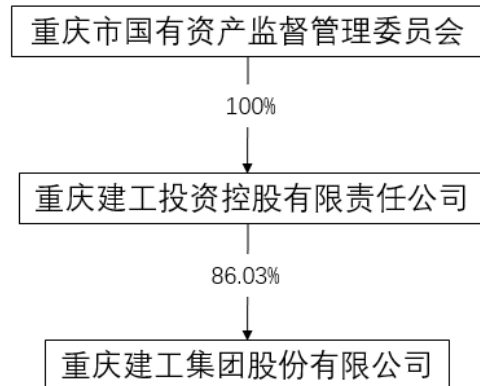 重庆市国有资产监督管理委员会
100%
重庆建工投资控股有限责任公司
86.03%
重庆建工集团股份有限公司